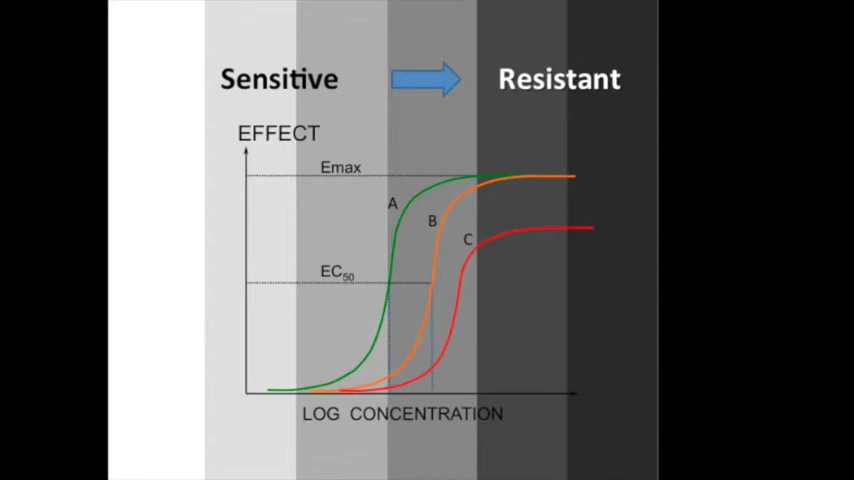 Sensitive
Resistant
EFFECT
Emax
A
B
C
EC50
LOG CONCENTRATION